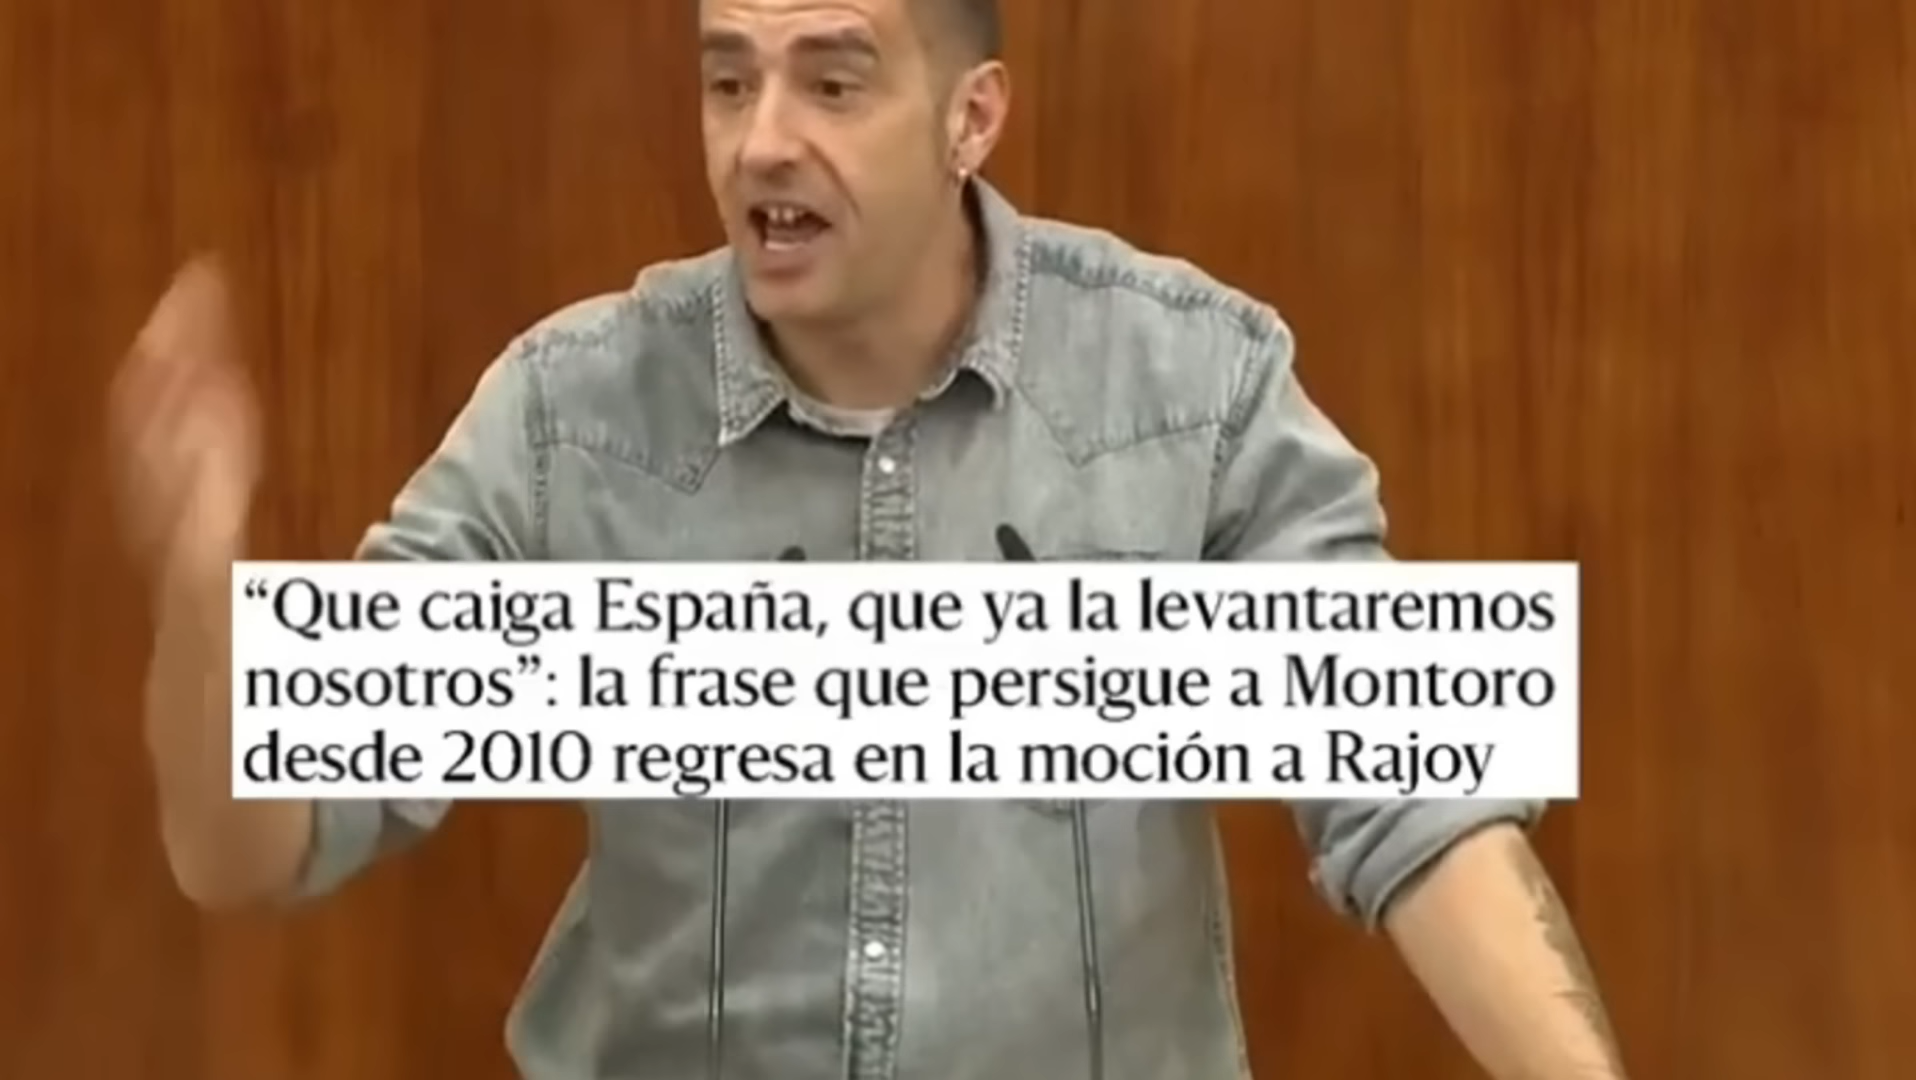 “Que caiga España, que ya la levantaremos
nosotros”: la frase que persigue a Montoro
desde 2010 regresa en la moción a Rajoy